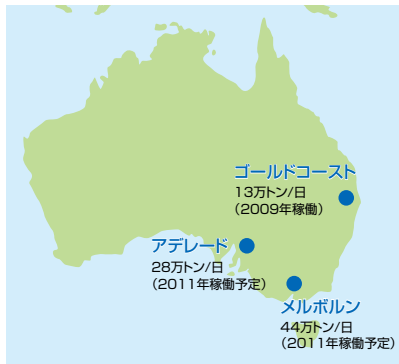 ゴールドコースト
13万トン/日
（2009年稼働）
アデレード
28万トン/日
（2011年稼働予定）
メルボルン
44万トン/日
（2011年稼働予定）